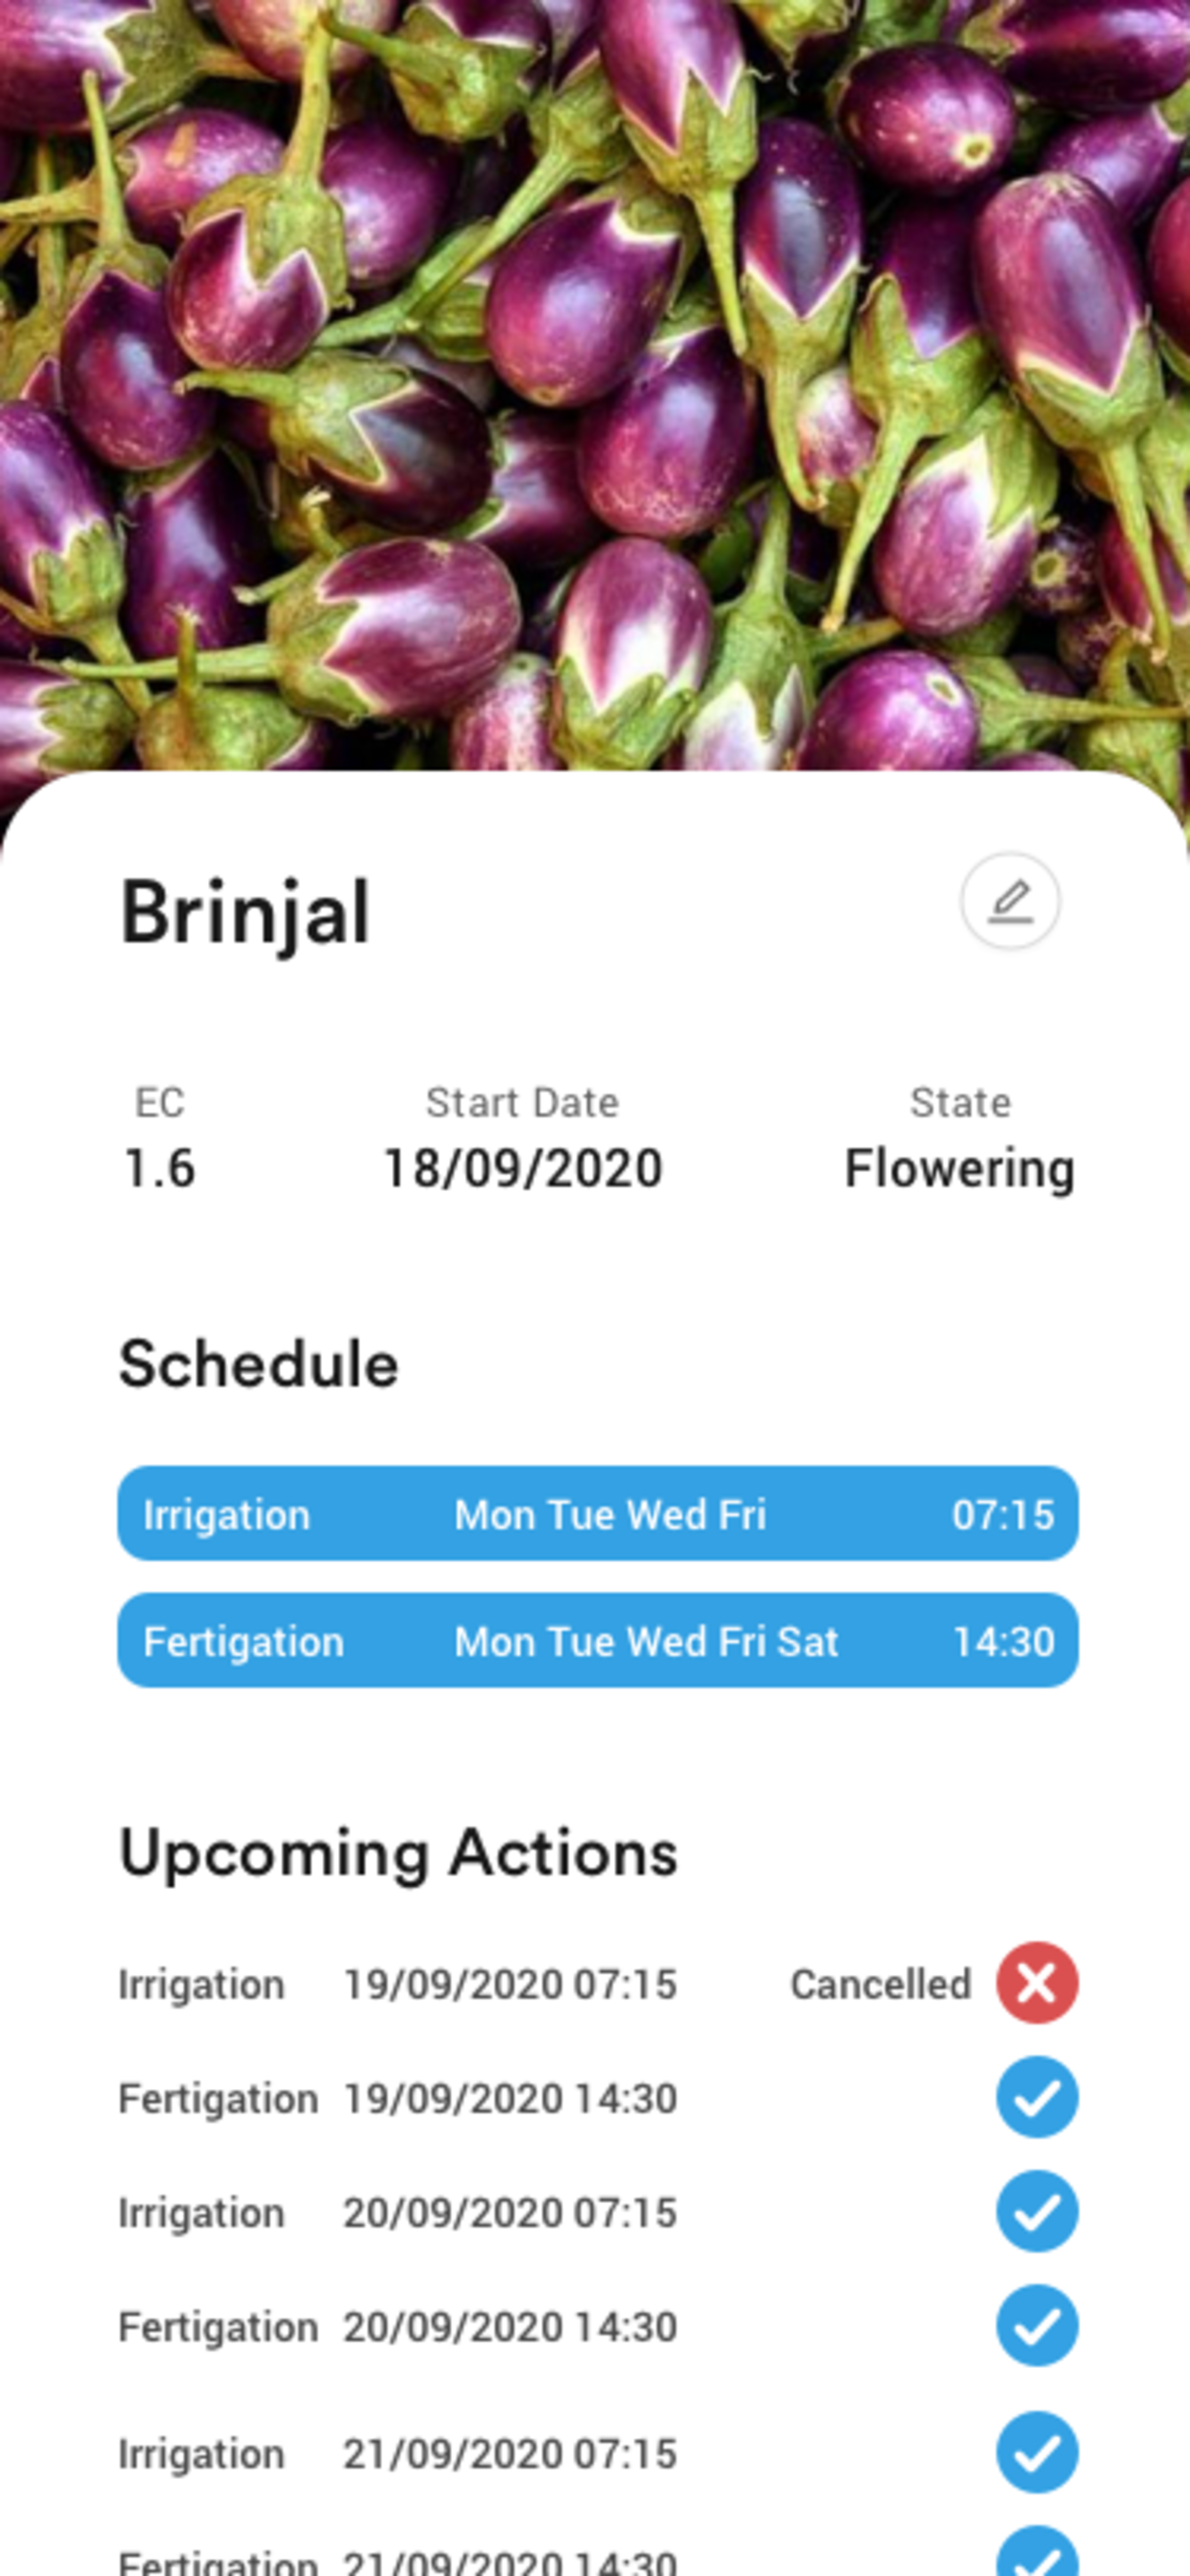 Brinjal
EC Start Date State
1.6 18/09/2020 Flowering
Schedule
Irrigation Mon Tue Wed Fri 07:15
Fertigation Mon Tue Wed Fri Sat 14:30
Upcoming Actions
Irrigation 19/09/2020 07:15 Cancelled
Fertigation 19/09/2020 14:30
Irrigation 20/09/2020 07:15
Fertigation 20/09/2020 14:30
Irrigation 21/09/2020 07:15
Fertigation 21/09/2020 14:30